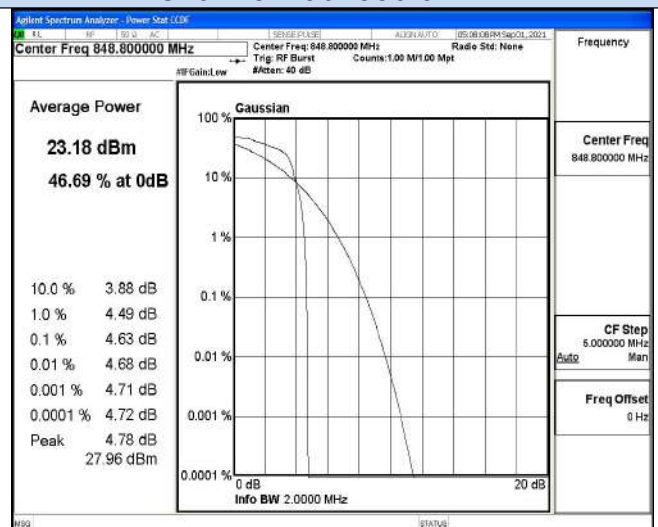 Agilent Spectrum Analyzer - Power Stat CCDF
RL RF 50 Ω AC SENSE:PULSE ALIGNAUTO 05:08:08 PM Sep01, 2021
Center Freq 848.800000 MHz
Center Freq: 848.800000 MHz Radio Std: None
Trig: RF Burst Counts:1.00 M/1.00 Mpt
#IFGain:Low #Atten: 40 dB
Frequency
Average Power
23.18 dBm
46.69 % at 0dB
10.0 % 3.88 dB
1.0 % 4.49 dB
0.1 % 4.63 dB
0.01 % 4.68 dB
0.001 % 4.71 dB
0.0001 % 4.72 dB
Peak 4.78 dB
27.96 dBm
Gaussian
100 %
10 %
1 %
0.1 %
0.01 %
0.001 %
0.0001 %
0 dB 20 dB
Info BW 2.0000 MHz
Center Freq
848.800000 MHz
CF Step
5.000000 MHz
Auto Man
Freq Offset
0 Hz
MSG STATUS